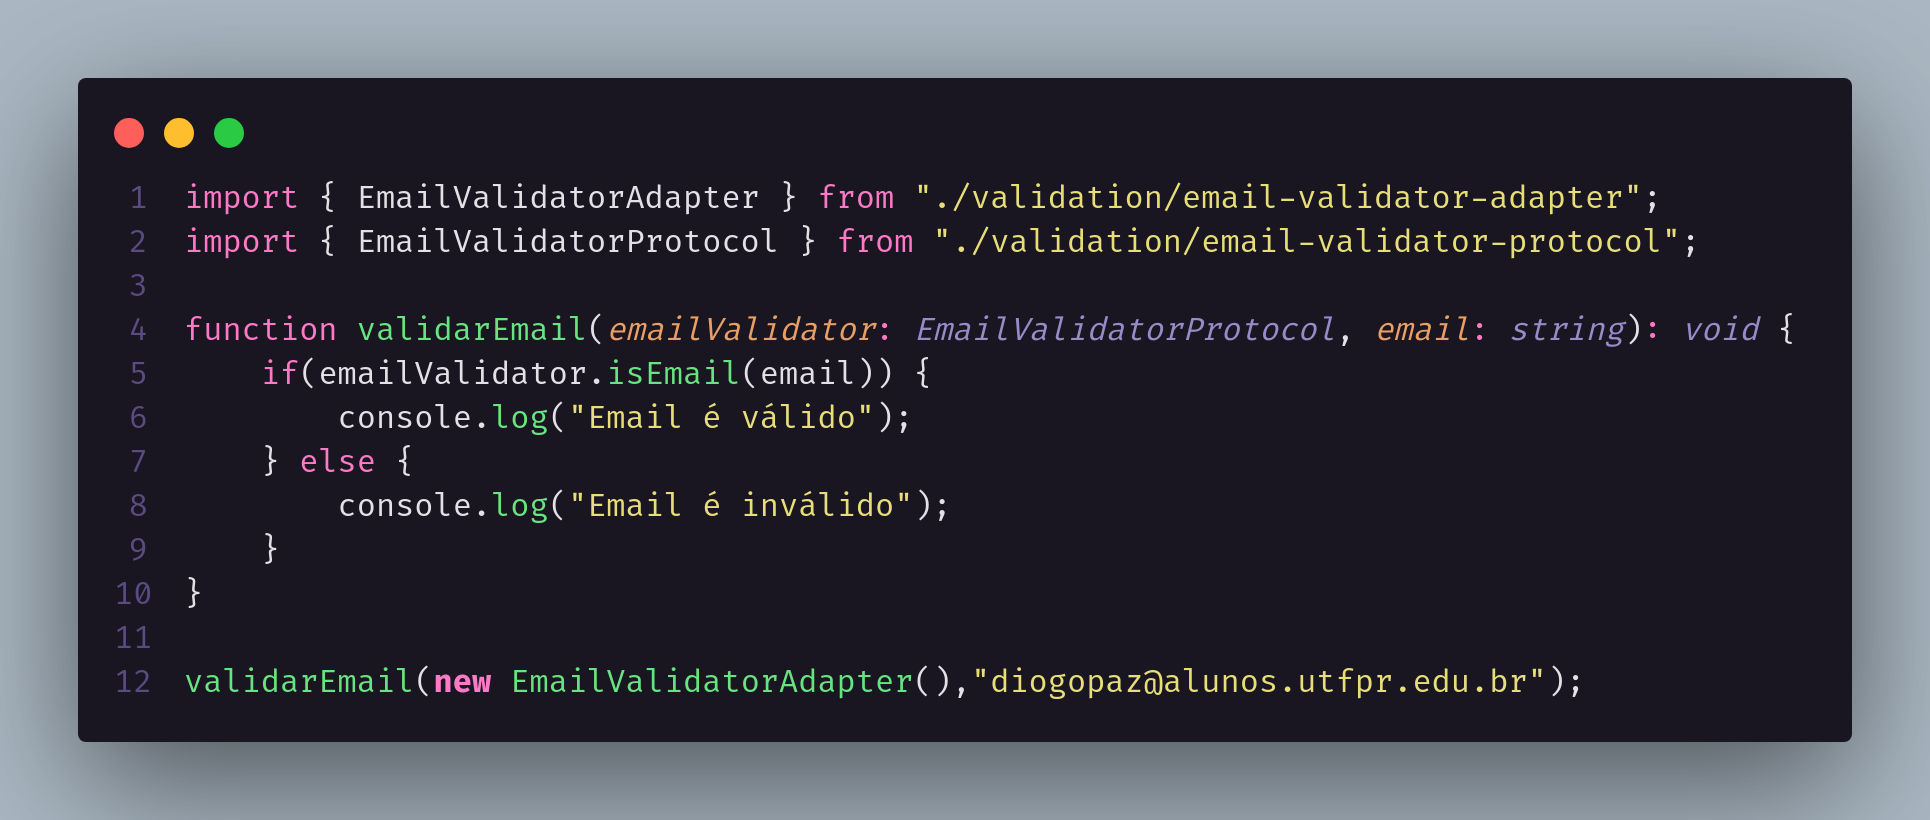 1 import { EmailValidatorAdapter } from "./validation/email-validator-adapter";
2 import { EmailValidatorProtocol } from "./validation/email-validator-protocol";
3
4 function validarEmail(emailValidator: EmailValidatorProtocol, email: string): void {
5     if(emailValidator.isEmail(email)) {
6         console.log("Email é válido");
7     } else {
8         console.log("Email é inválido");
9     }
10 }
11
12 validarEmail(new EmailValidatorAdapter(),"diogopaz@alunos.utfpr.edu.br");